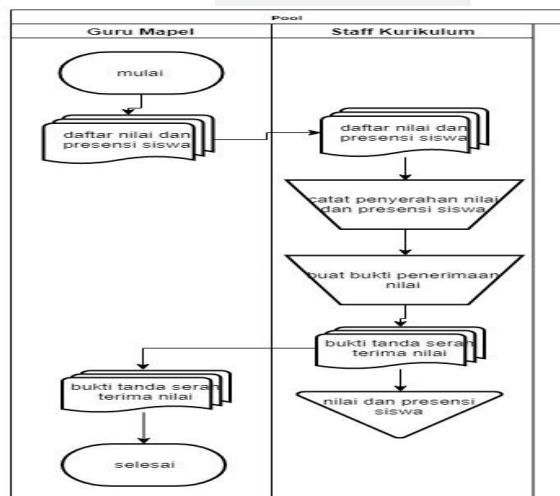 Pool
Guru Mapel
Staff Kurikulum
mulai
daftar nilai dan
presensi siswa
daftar nilai dan
presensi siswa
catat penyerahan nilai
dan presensi siswa
buat bukti penerimaan
nilai
bukti tanda serah
terima nilai
bukti tanda serah
terima nilai
nilai dan presensi
siswa
selesai